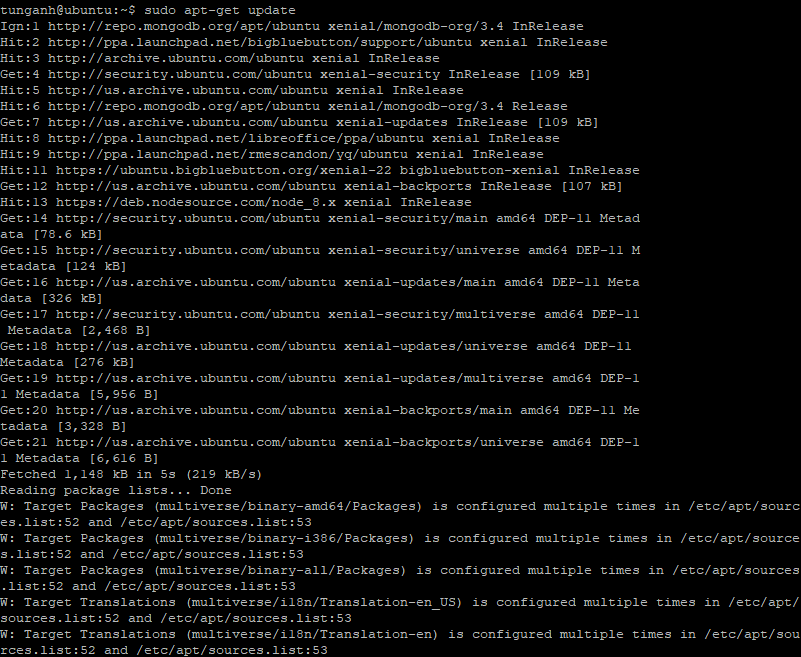 tunganh@ubuntu:~$ sudo apt-get update
Ign:1 http://repo.mongodb.org/apt/ubuntu xenial/mongodb-org/3.4 InRelease
Hit:2 http://ppa.launchpad.net/bigbluebutton/support/ubuntu xenial InRelease
Hit:3 http://archive.ubuntu.com/ubuntu xenial InRelease
Get:4 http://security.ubuntu.com/ubuntu xenial-security InRelease [109 kB]
Hit:5 http://us.archive.ubuntu.com/ubuntu xenial InRelease
Hit:6 http://repo.mongodb.org/apt/ubuntu xenial/mongodb-org/3.4 Release
Get:7 http://us.archive.ubuntu.com/ubuntu xenial-updates InRelease [109 kB]
Hit:8 http://ppa.launchpad.net/libreoffice/ppa/ubuntu xenial InRelease
Hit:9 http://ppa.launchpad.net/rmescandon/yq/ubuntu xenial InRelease
Hit:11 https://ubuntu.bigbluebutton.org/xenial-22 bigbluebutton-xenial InRelease
Get:12 http://us.archive.ubuntu.com/ubuntu xenial-backports InRelease [107 kB]
Hit:13 https://deb.nodesource.com/node_8.x xenial InRelease
Get:14 http://security.ubuntu.com/ubuntu xenial-security/main amd64 DEP-11 Metad
ata [78.6 kB]
Get:15 http://security.ubuntu.com/ubuntu xenial-security/universe amd64 DEP-11 M
etadata [124 kB]
Get:16 http://us.archive.ubuntu.com/ubuntu xenial-updates/main amd64 DEP-11 Meta
data [326 kB]
Get:17 http://security.ubuntu.com/ubuntu xenial-security/multiverse amd64 DEP-11
 Metadata [2,468 B]
Get:18 http://us.archive.ubuntu.com/ubuntu xenial-updates/universe amd64 DEP-11
Metadata [276 kB]
Get:19 http://us.archive.ubuntu.com/ubuntu xenial-updates/multiverse amd64 DEP-1
1 Metadata [5,956 B]
Get:20 http://us.archive.ubuntu.com/ubuntu xenial-backports/main amd64 DEP-11 Me
tadata [3,328 B]
Get:21 http://us.archive.ubuntu.com/ubuntu xenial-backports/universe amd64 DEP-1
1 Metadata [6,616 B]
Fetched 1,148 kB in 5s (219 kB/s)
Reading package lists... Done
W: Target Packages (multiverse/binary-amd64/Packages) is configured multiple times in /etc/apt/sourc
es.list:52 and /etc/apt/sources.list:53
W: Target Packages (multiverse/binary-i386/Packages) is configured multiple times in /etc/apt/source
s.list:52 and /etc/apt/sources.list:53
W: Target Packages (multiverse/binary-all/Packages) is configured multiple times in /etc/apt/sources
.list:52 and /etc/apt/sources.list:53
W: Target Translations (multiverse/i18n/Translation-en_US) is configured multiple times in /etc/apt/
sources.list:52 and /etc/apt/sources.list:53
W: Target Translations (multiverse/i18n/Translation-en) is configured multiple times in /etc/apt/sou
rces.list:52 and /etc/apt/sources.list:53